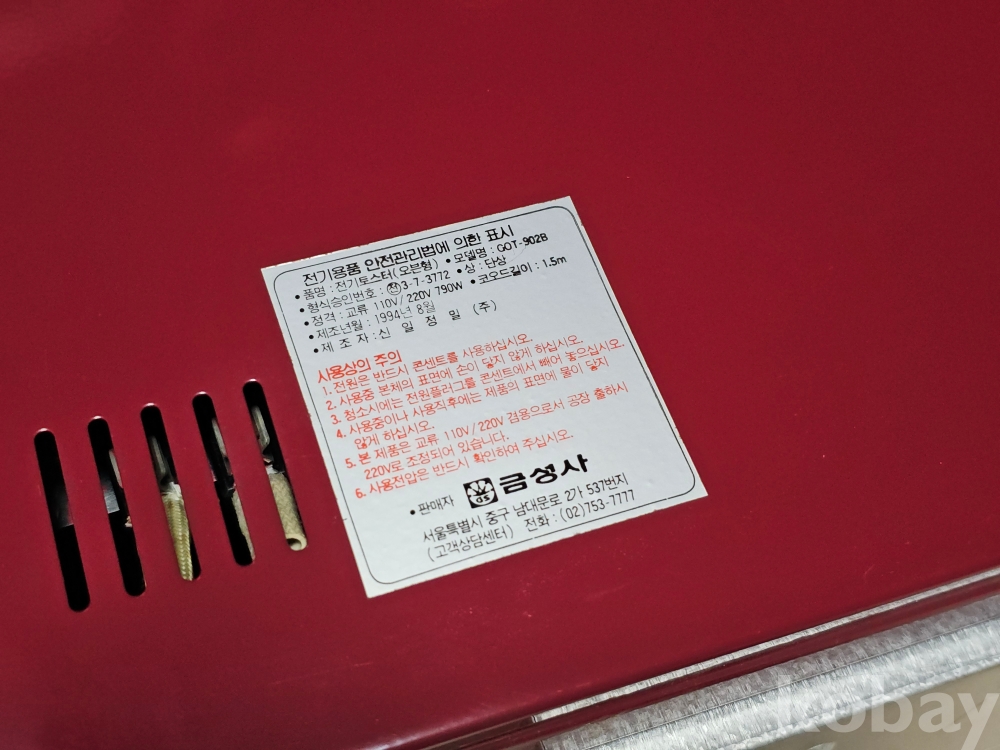 전기용품 안전관리법에 의한 표시
• 품명 : 전기토스터(오븐형) • 모델명 : GOT-902B
• 형식승인번호 : 3-7-3772 • 상 : 단상
• 정격 : 교류 110V/220V 790W • 코오드길이 : 1.5m
• 제조년월 : 1994년 8월
• 제 조 자 : 신 일 정 밀 (주)
사용상의 주의
1. 전원은 반드시 콘센트를 사용하십시오.
2. 사용중 본체의 표면에 손이 닿지 않게 하십시오.
3. 청소시에는 전원플러그를 콘센트에서 빼어 놓으십시오.
4. 사용중이나 사용직후에는 제품의 표면에 물이 닿지
않게 하십시오.
5. 본 제품은 교류 110V/220V 겸용으로서 공장 출하시
220V로 조정되어 있습니다.
6. 사용전압은 반드시 확인하여 주십시오.
• 판매자 GS 금성사
서울특별시 중구 남대문로 2가 537번지
(고객상담센터) 전화 : (02)753-7777
kobay